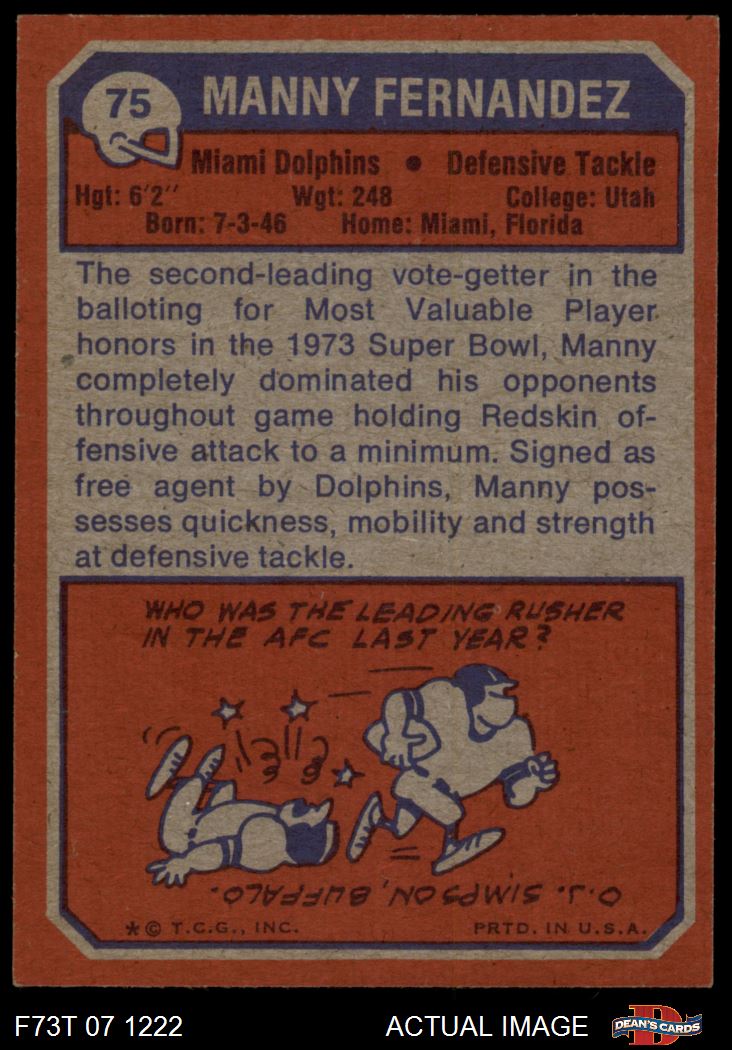 75
MANNY FERNANDEZ
Miami Dolphins • Defensive Tackle
Hgt: 6'2" Wgt: 248 College: Utah
Born: 7-3-46 Home: Miami, Florida
The second-leading vote-getter in the
balloting for Most Valuable Player
honors in the 1973 Super Bowl, Manny
completely dominated his opponents
throughout game holding Redskin of-
fensive attack to a minimum. Signed as
free agent by Dolphins, Manny pos-
sesses quickness, mobility and strength
at defensive tackle.
WHO WAS THE LEADING RUSHER
IN THE AFC LAST YEAR?
O.J. SIMPSON, BUFFALO.
*© T.C.G., INC. PRTD. IN U.S.A.
F73T 07 1222 ACTUAL IMAGE D DEAN'S CARDS